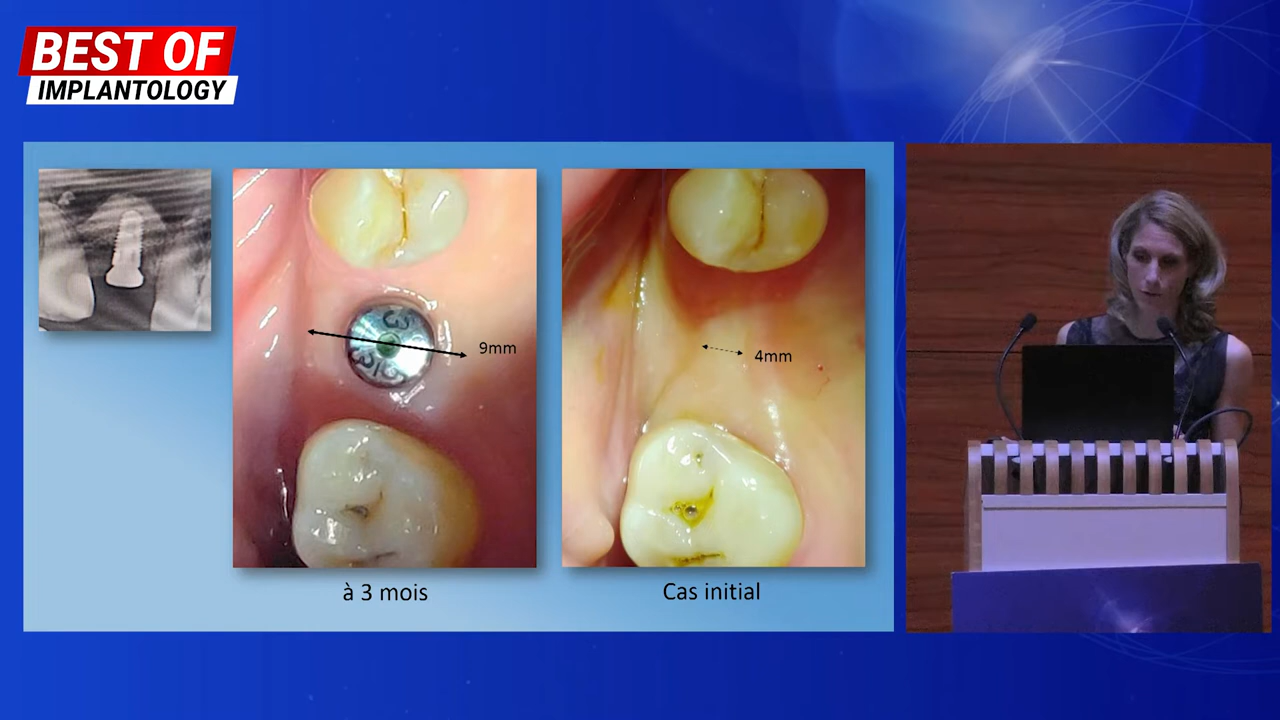 BEST OF
IMPLANTOLOGY
9mm
4mm
à 3 mois
Cas initial